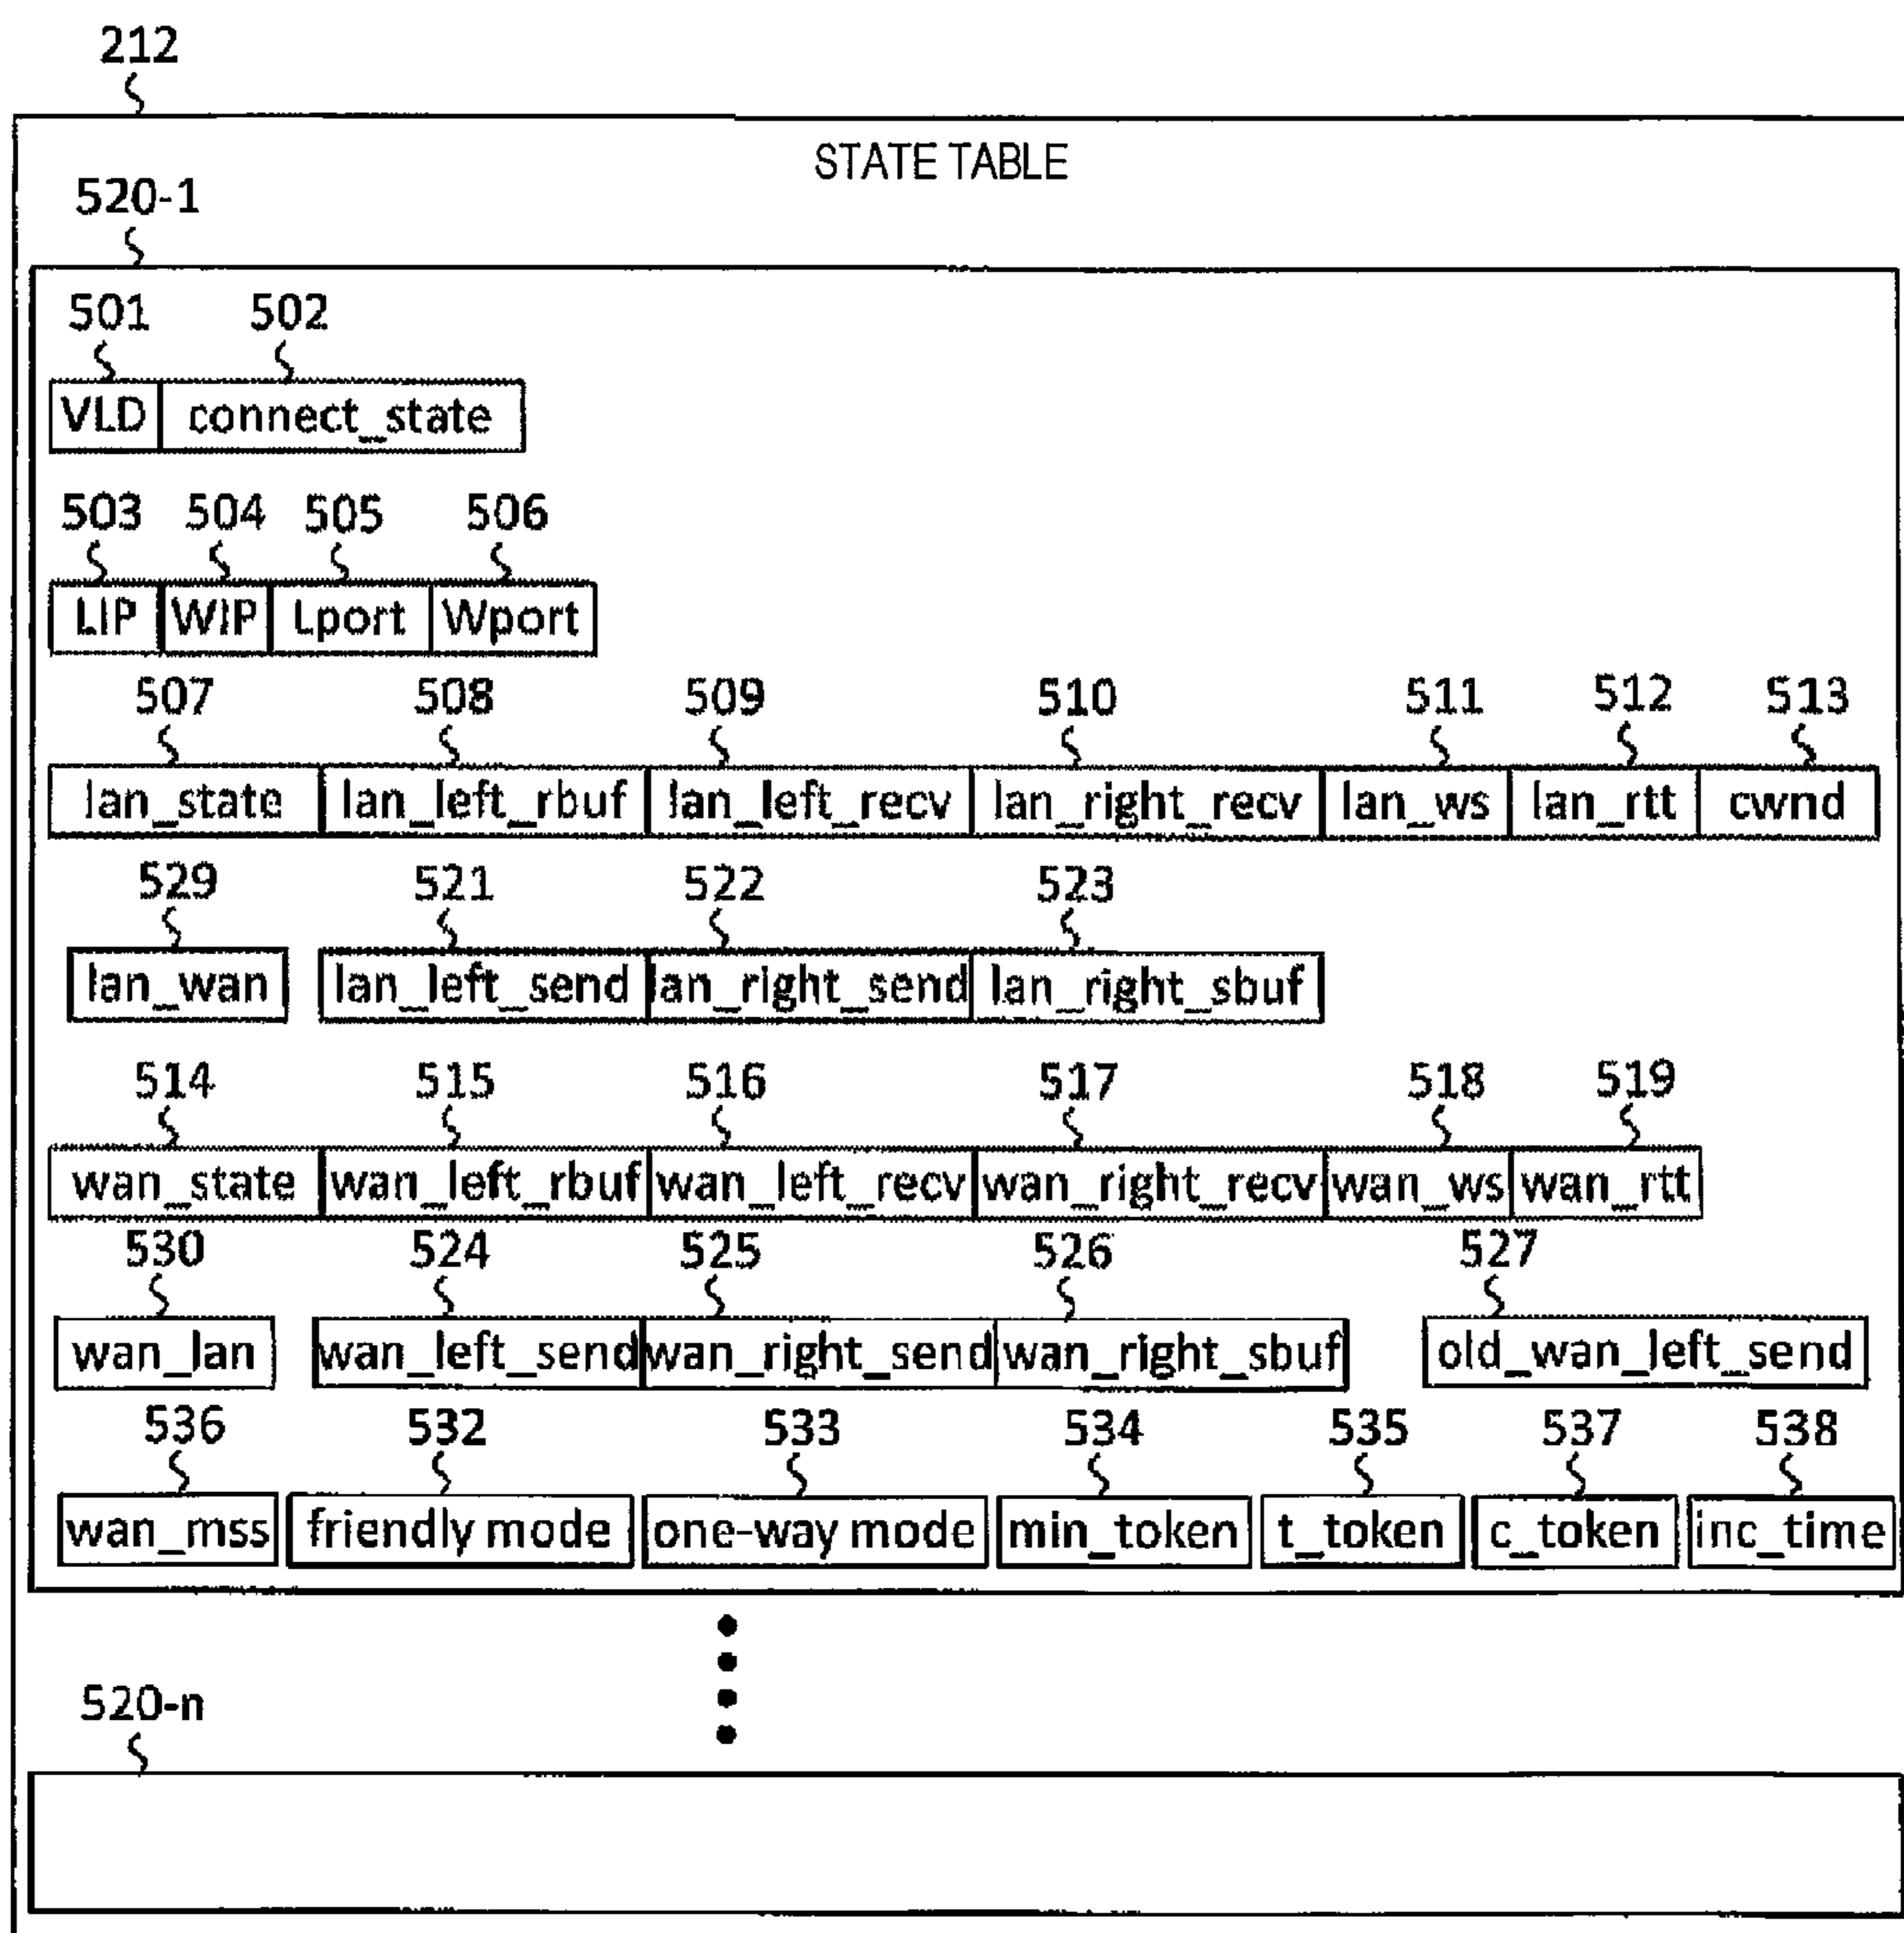 212
STATE TABLE
520-1
501 502
VLD connect_state
503 504 505 506
LIP WIP Lport Wport
507 508 509 510 511 512 513
lan_state lan_left_rbuf lan_left_recv lan_right_recv lan_ws lan_rtt cwnd
529 521 522 523
lan_wan lan_left_send lan_right_send lan_right_sbuf
514 515 516 517 518 519
wan_state wan_left_rbuf wan_left_recv wan_right_recv wan_ws wan_rtt
530 524 525 526 527
wan_lan wan_left_send wan_right_send wan_right_sbuf old_wan_left_send
536 532 533 534 535 537 538
wan_mss friendly mode one-way mode min_token t_token c_token inc_time
520-n